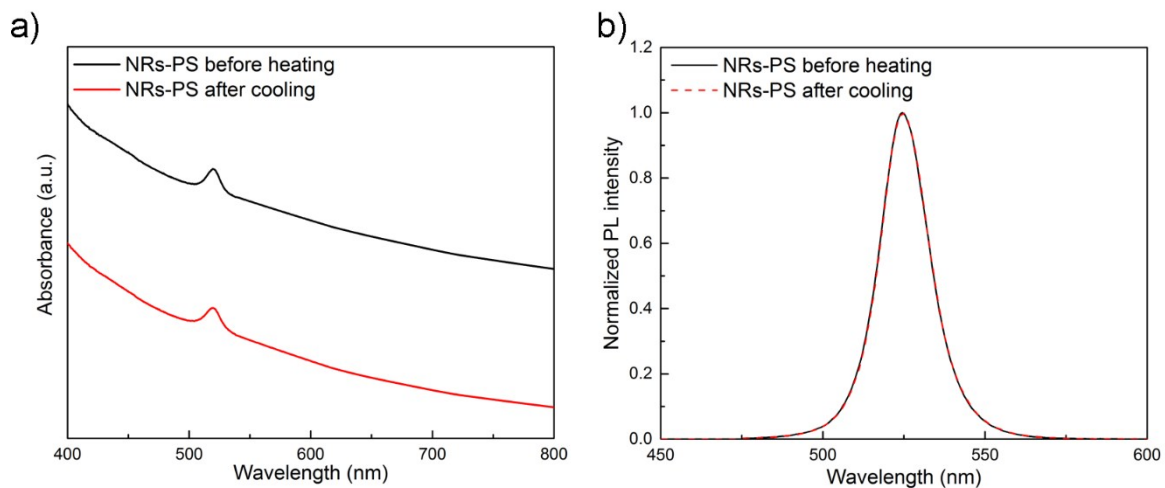 a)
NRs-PS before heating
NRs-PS after cooling
Absorbance (a.u.)
400 500 600 700 800
Wavelength (nm)
b)
1.2
1.0
0.8
0.6
0.4
0.2
0.0
NRs-PS before heating
NRs-PS after cooling
Normalized PL intensity
450 500 550 600
Wavelength (nm)